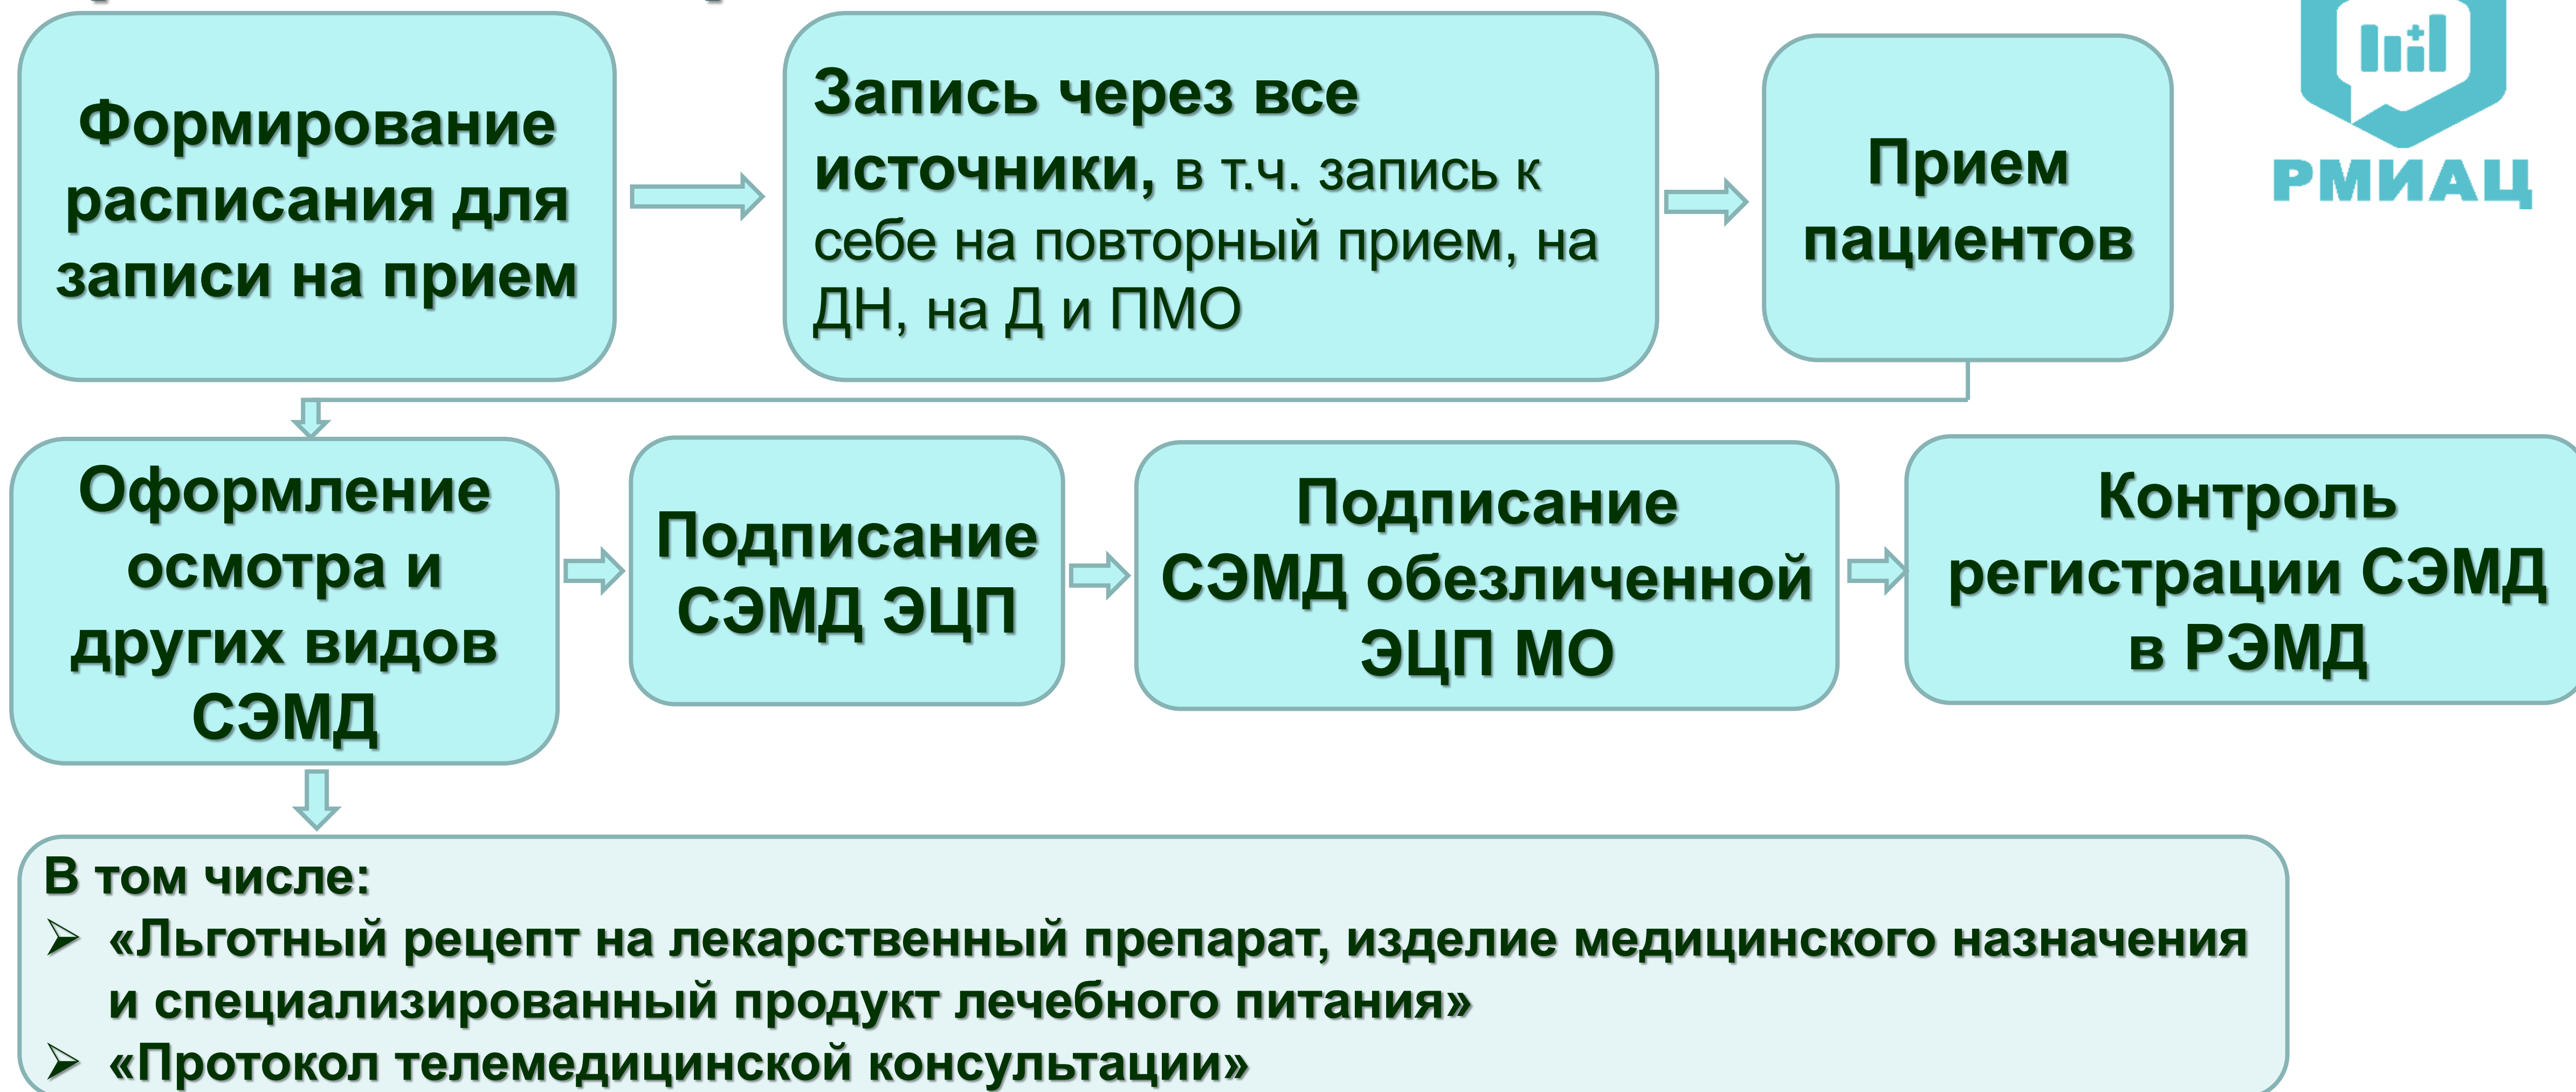 Формирование
расписания для
записи на прием
Запись через все
источники, в т.ч. запись к
себе на повторный прием, на
ДН, на Д и ПМО
Прием
пациентов
РМИАЦ
Оформление
осмотра и
других видов
СЭМД
Подписание
СЭМД ЭЦП
Подписание
СЭМД обезличенной
ЭЦП МО
Контроль
регистрации СЭМД
в РЭМД
В том числе:
➢ «Льготный рецепт на лекарственный препарат, изделие медицинского назначения
и специализированный продукт лечебного питания»
➢ «Протокол телемедицинской консультации»